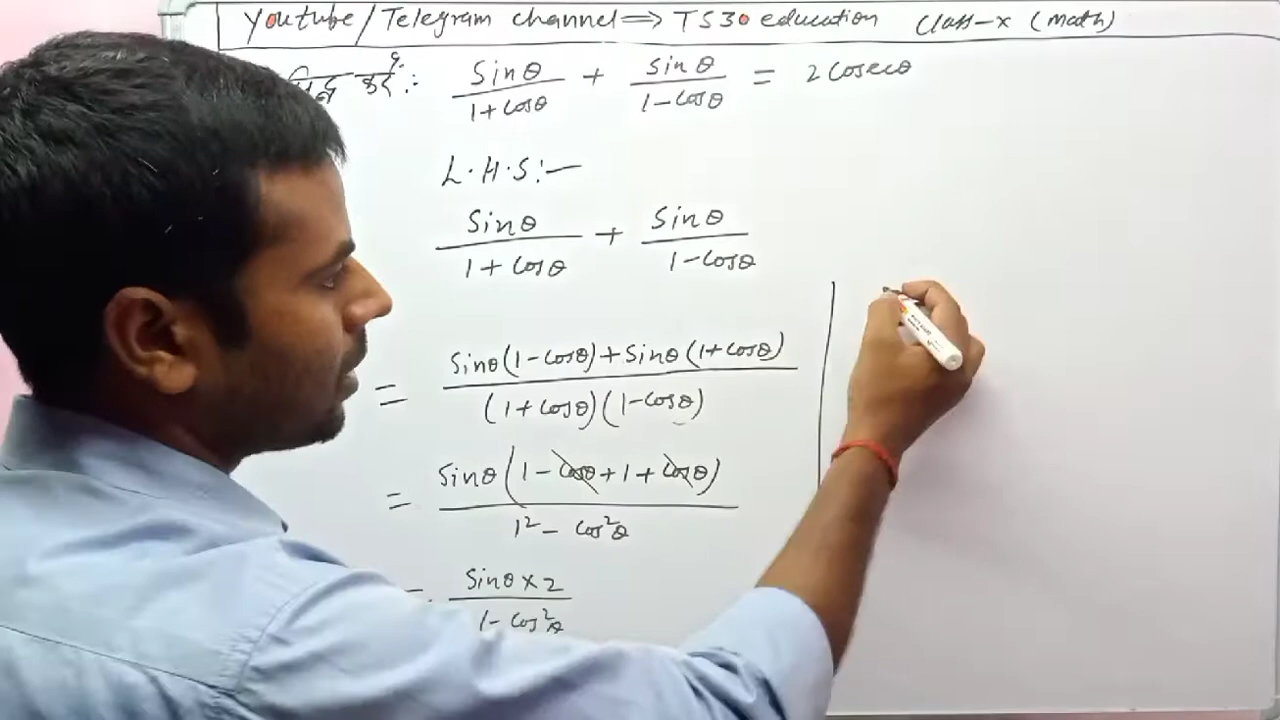 Youtube/Telegram channel ⇒ TS30 education Class-X (math)
करें :- Sinθ/1+Cosθ + Sinθ/1-Cosθ = 2Cosecθ
L.H.S:-
Sinθ/1+Cosθ + Sinθ/1-Cosθ
= Sinθ(1-Cosθ)+Sinθ(1+Cosθ)/(1+Cosθ)(1-Cosθ)
= Sinθ(1-Cosθ+1+Cosθ)/1²-Cos²θ
= Sinθ×2/1-Cos²θ